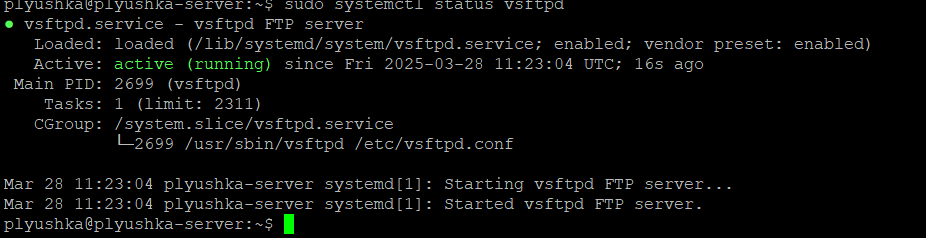 plyushka@plyushka-server:~$ sudo systemctl status vsftpd
● vsftpd.service - vsftpd FTP server
   Loaded: loaded (/lib/systemd/system/vsftpd.service; enabled; vendor preset: enabled)
   Active: active (running) since Fri 2025-03-28 11:23:04 UTC; 16s ago
 Main PID: 2699 (vsftpd)
    Tasks: 1 (limit: 2311)
   CGroup: /system.slice/vsftpd.service
           └─2699 /usr/sbin/vsftpd /etc/vsftpd.conf

Mar 28 11:23:04 plyushka-server systemd[1]: Starting vsftpd FTP server...
Mar 28 11:23:04 plyushka-server systemd[1]: Started vsftpd FTP server.
plyushka@plyushka-server:~$